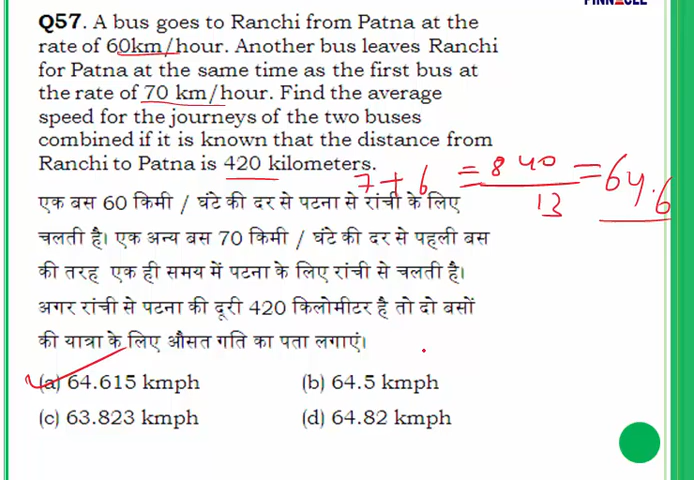 PINNACLE
Q57. A bus goes to Ranchi from Patna at the
rate of 60km/hour. Another bus leaves Ranchi
for Patna at the same time as the first bus at
the rate of 70 km/hour. Find the average
speed for the journeys of the two buses
combined if it is known that the distance from
Ranchi to Patna is 420 kilometers.
7 + 6 = 840/13 = 64.6
एक बस 60 किमी / घंटे की दर से पटना से रांची के लिए
चलती है। एक अन्य बस 70 किमी / घंटे की दर से पहली बस
की तरह एक ही समय में पटना के लिए रांची से चलती है।
अगर रांची से पटना की दूरी 420 किलोमीटर है तो दो बसों
की यात्रा के लिए औसत गति का पता लगाएं।
(a) 64.615 kmph (b) 64.5 kmph
(c) 63.823 kmph (d) 64.82 kmph